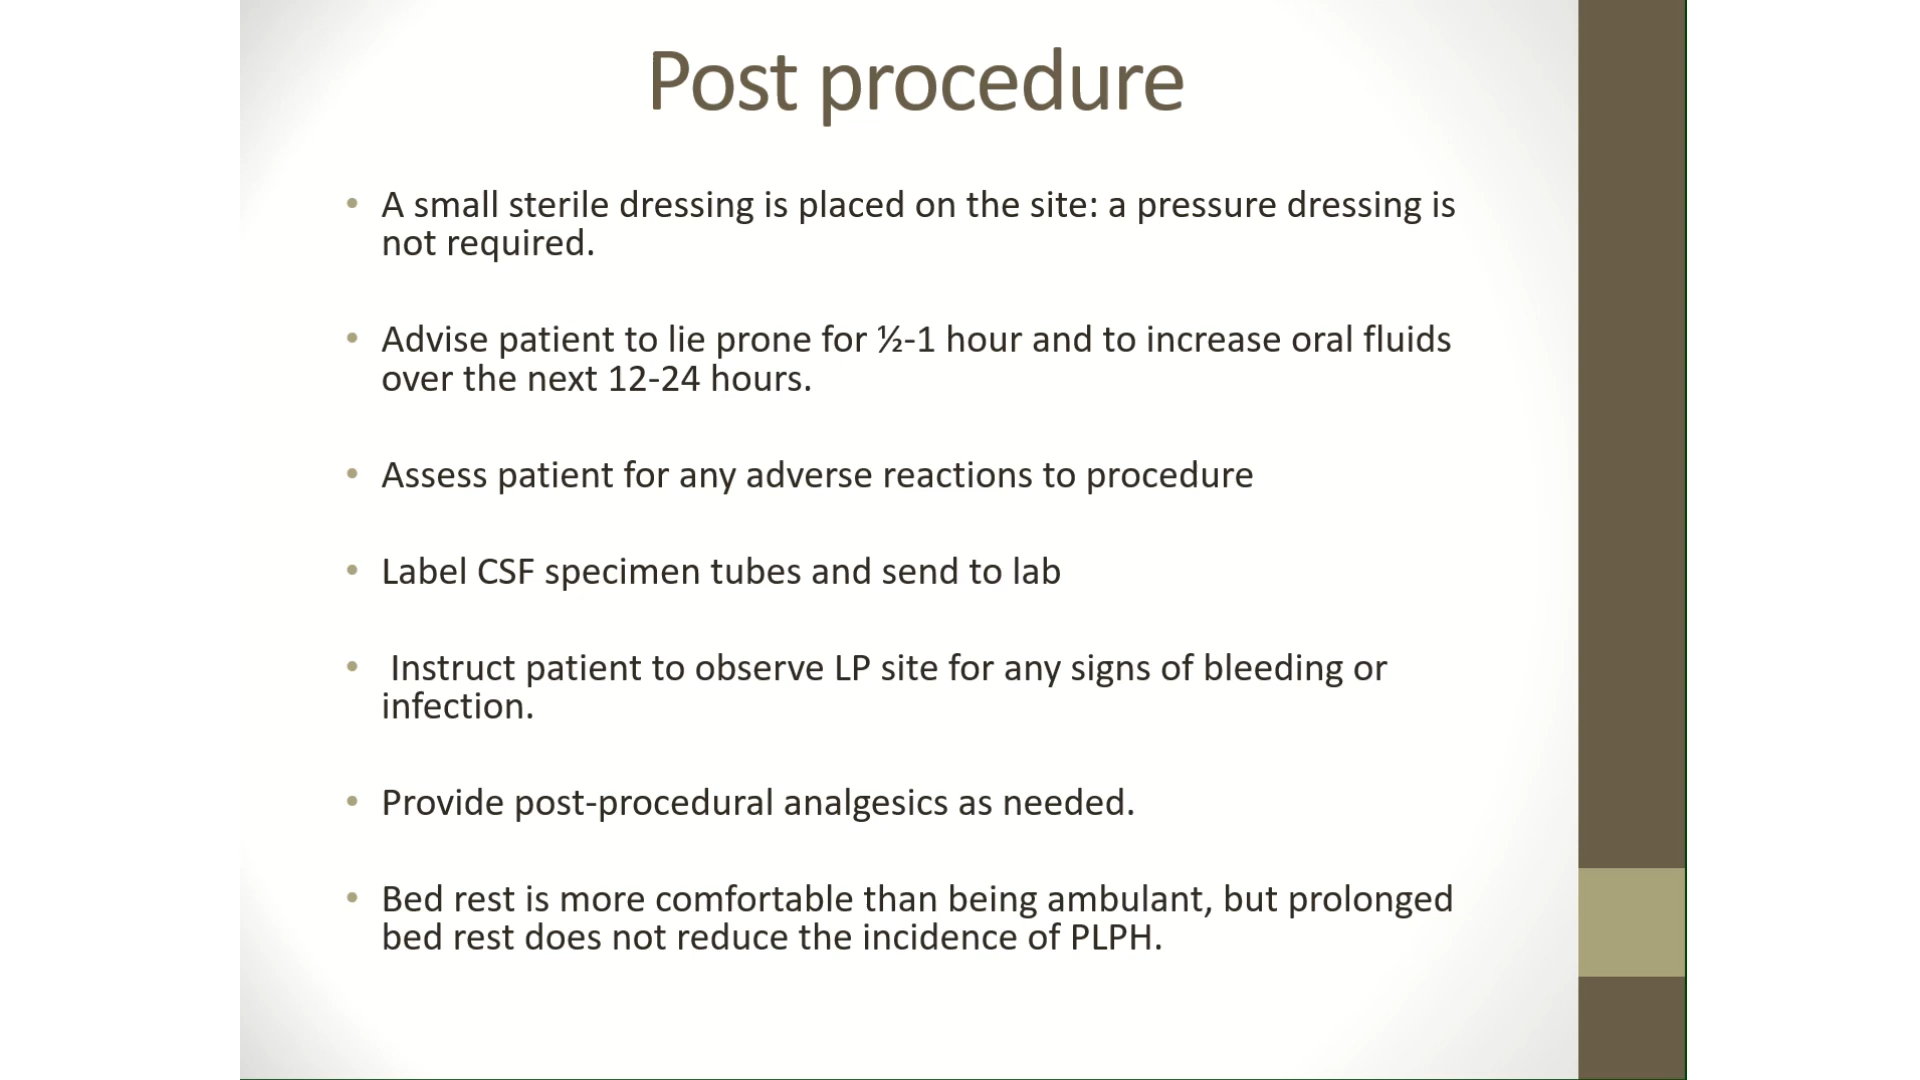 Post procedure
• A small sterile dressing is placed on the site: a pressure dressing is
not required.
• Advise patient to lie prone for ½-1 hour and to increase oral fluids
over the next 12-24 hours.
• Assess patient for any adverse reactions to procedure
• Label CSF specimen tubes and send to lab
• Instruct patient to observe LP site for any signs of bleeding or
infection.
• Provide post-procedural analgesics as needed.
• Bed rest is more comfortable than being ambulant, but prolonged
bed rest does not reduce the incidence of PLPH.